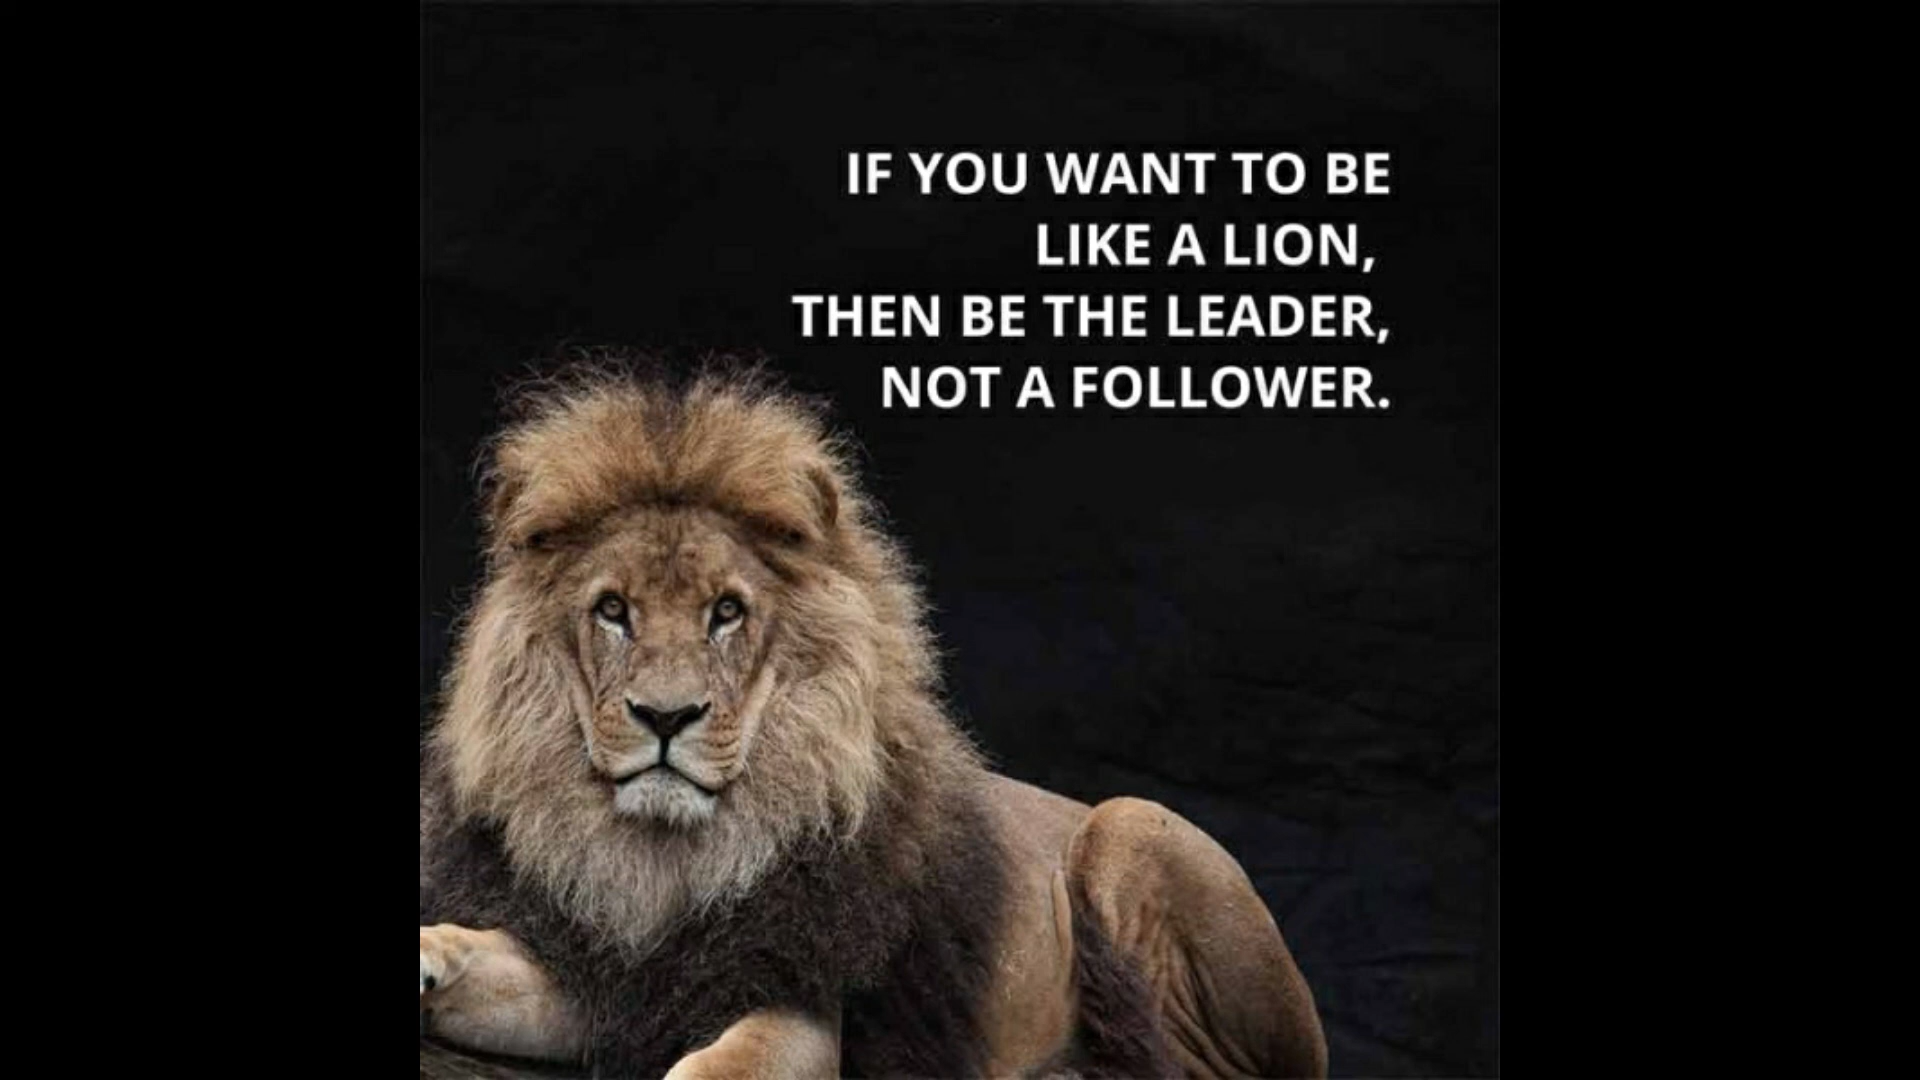 IF YOU WANT TO BE
LIKE A LION,
THEN BE THE LEADER,
NOT A FOLLOWER.